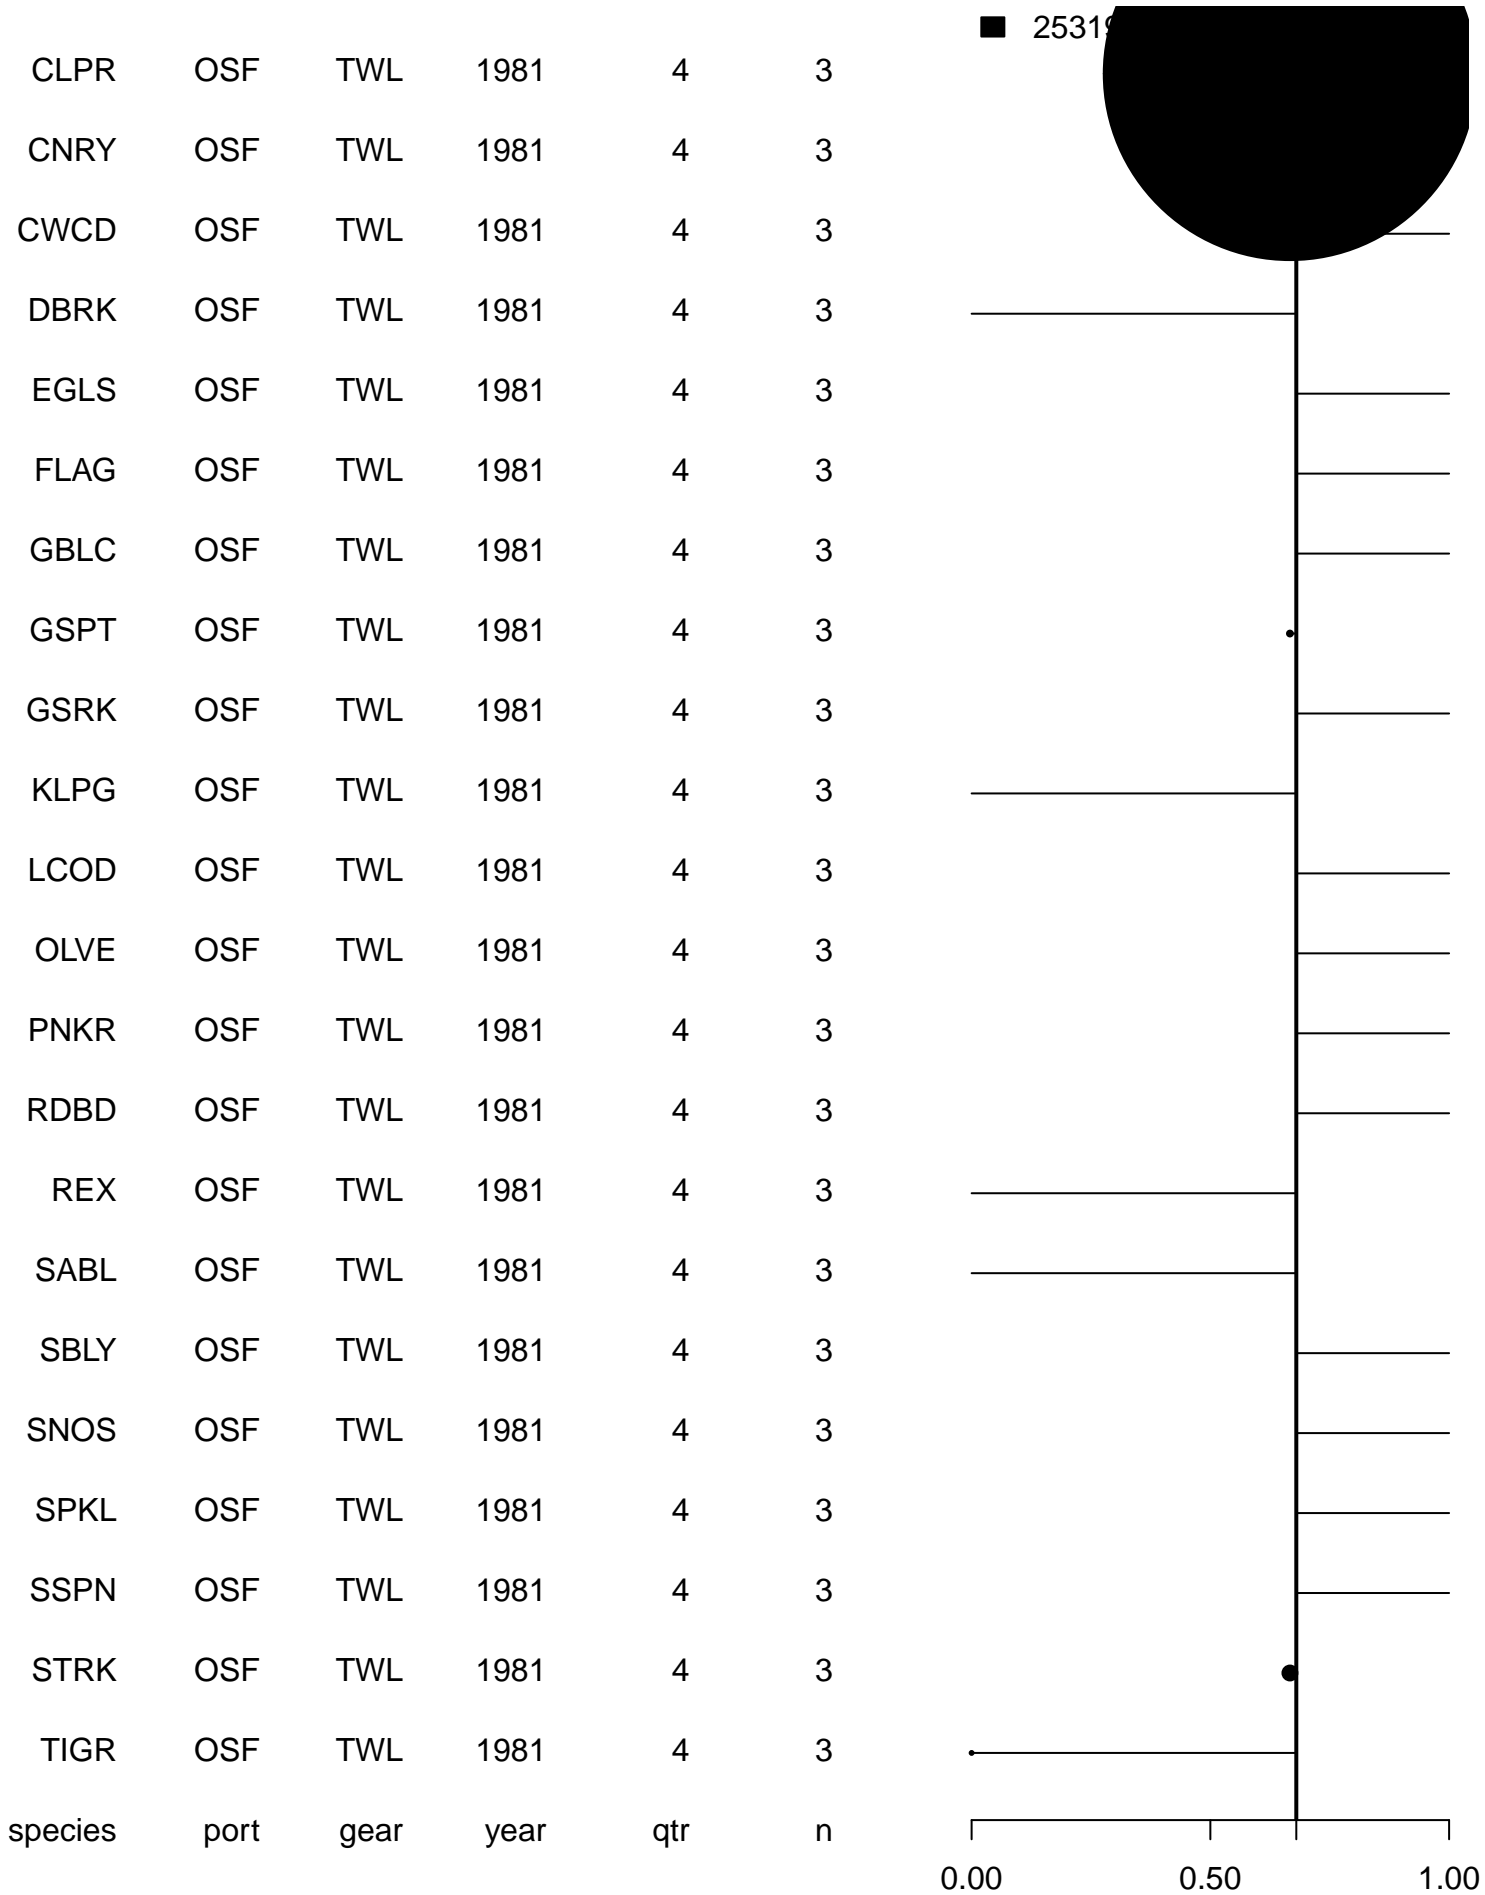 25319
CLPR OSF TWL 1981 4 3
CNRY OSF TWL 1981 4 3
CWCD OSF TWL 1981 4 3
DBRK OSF TWL 1981 4 3
EGLS OSF TWL 1981 4 3
FLAG OSF TWL 1981 4 3
GBLC OSF TWL 1981 4 3
GSPT OSF TWL 1981 4 3
GSRK OSF TWL 1981 4 3
KLPG OSF TWL 1981 4 3
LCOD OSF TWL 1981 4 3
OLVE OSF TWL 1981 4 3
PNKR OSF TWL 1981 4 3
RDBD OSF TWL 1981 4 3
REX OSF TWL 1981 4 3
SABL OSF TWL 1981 4 3
SBLY OSF TWL 1981 4 3
SNOS OSF TWL 1981 4 3
SPKL OSF TWL 1981 4 3
SSPN OSF TWL 1981 4 3
STRK OSF TWL 1981 4 3
TIGR OSF TWL 1981 4 3
species port gear year qtr n
0.00 0.50 1.00